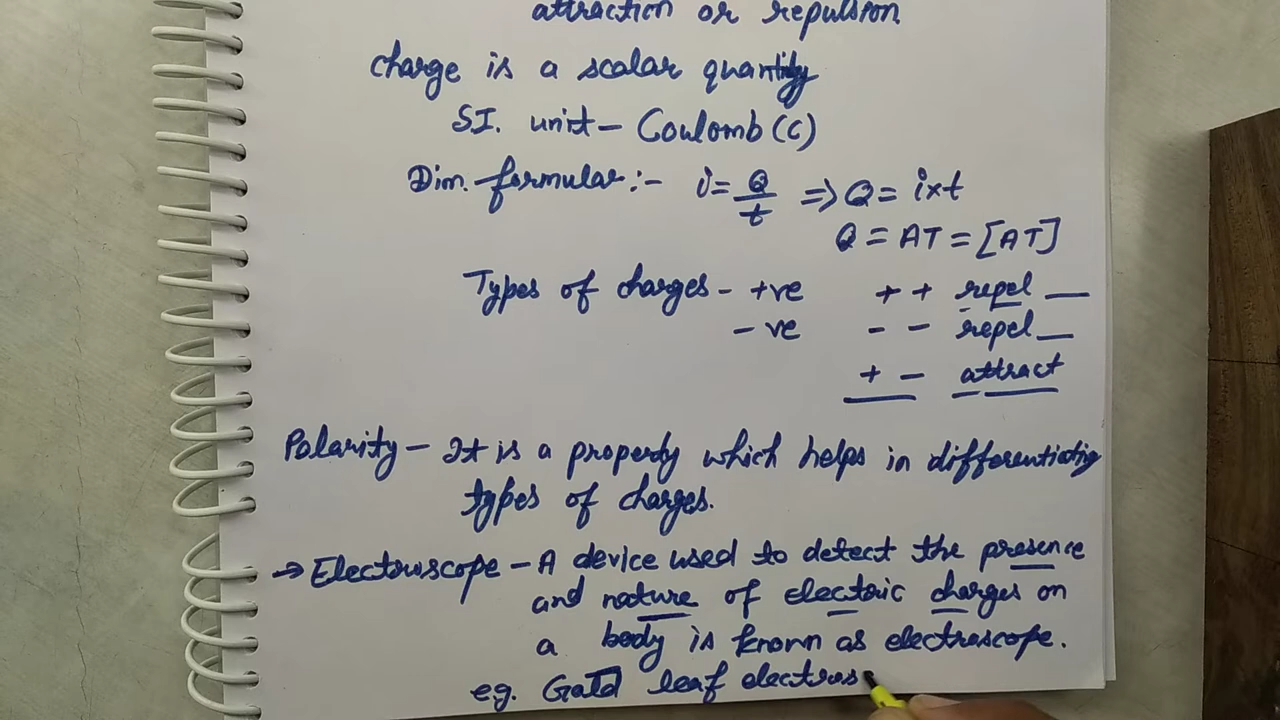 attraction or repulsion
charge is a scalar quantity
S.I. unit - Coulomb (C)
Dim. formular :- i = Q/t ⇒ Q = i×t
Q = AT = [AT]
Types of charges - +ve + + repel
- ve - - repel
+ - attract
Polarity - It is a property which helps in differentiating
types of charges.
→ Electroscope - A device used to detect the presence
and nature of electric charges on
a body is known as electroscope.
eg. Gold leaf electros